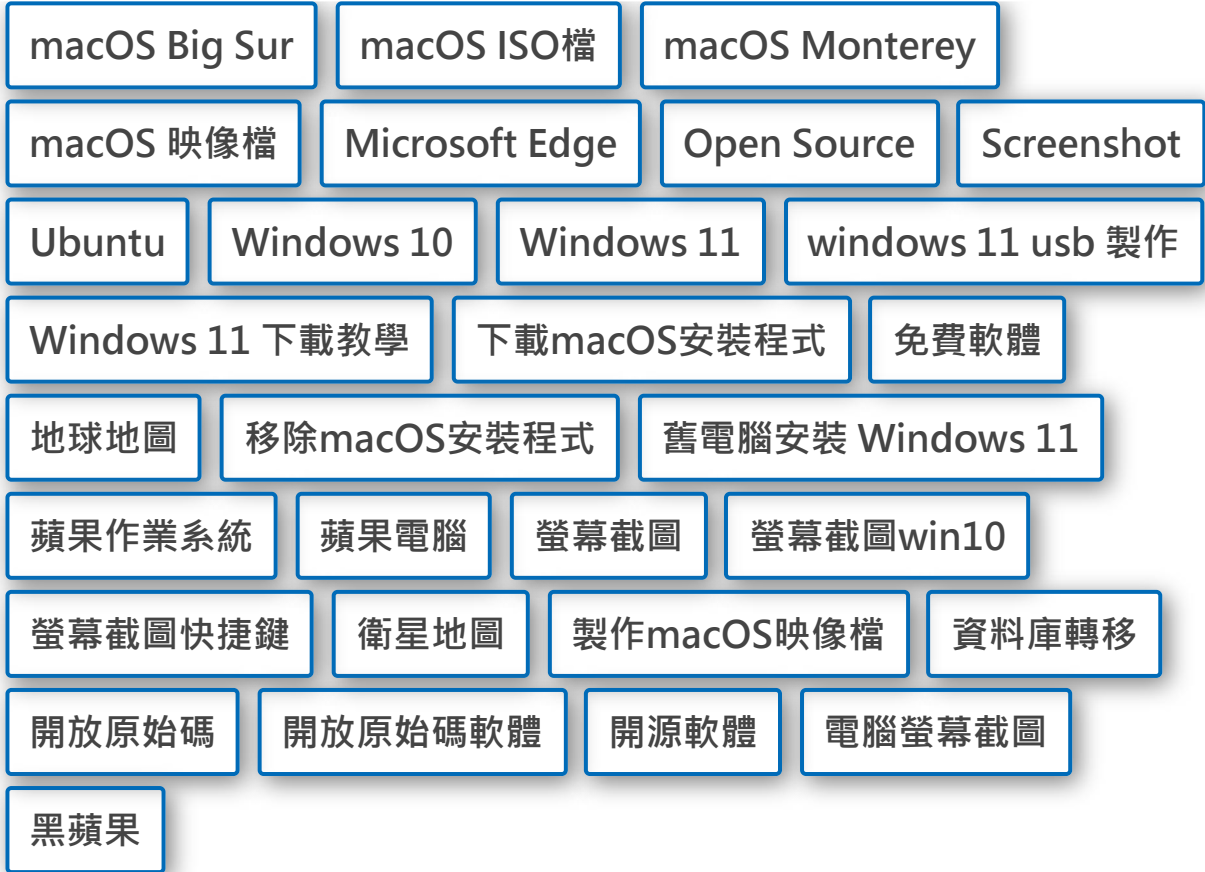 macOS Big Sur macOS ISO檔 macOS Monterey
macOS 映像檔 Microsoft Edge Open Source Screenshot
Ubuntu Windows 10 Windows 11 windows 11 usb 製作
Windows 11 下載教學 下載macOS安裝程式 免費軟體
地球地圖 移除macOS安裝程式 舊電腦安裝 Windows 11
蘋果作業系統 蘋果電腦 螢幕截圖 螢幕截圖win10
螢幕截圖快捷鍵 衛星地圖 製作macOS映像檔 資料庫轉移
開放原始碼 開放原始碼軟體 開源軟體 電腦螢幕截圖
黑蘋果